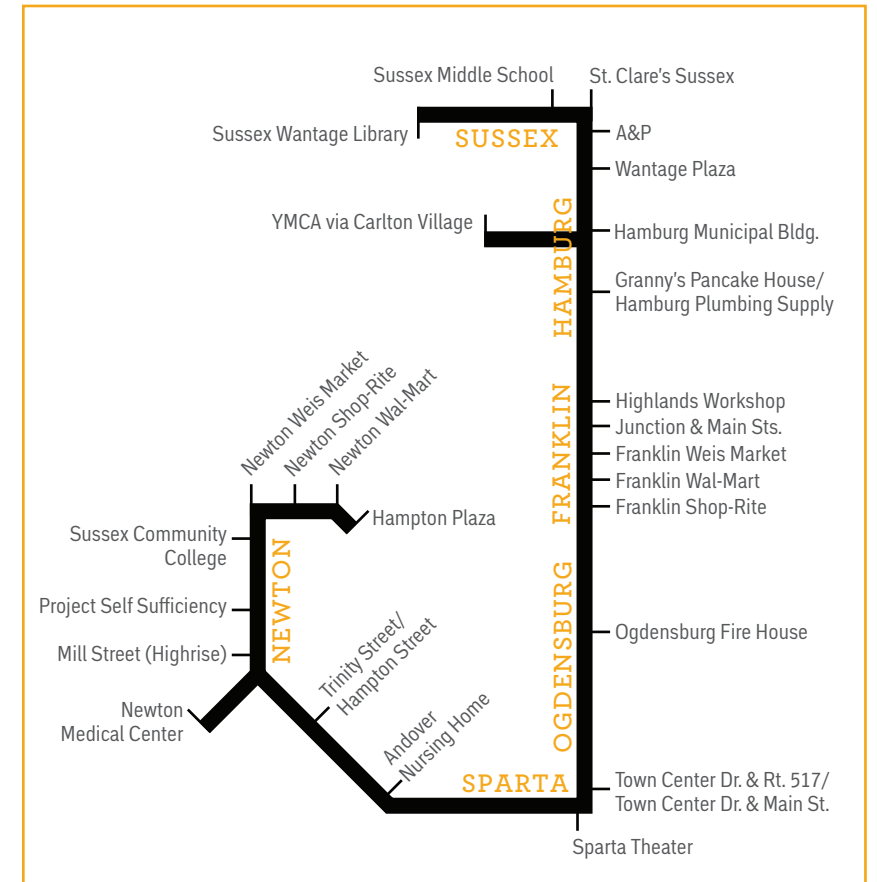 Sussex Middle School
St. Clare's Sussex
Sussex Wantage Library
SUSSEX
A&P
Wantage Plaza
YMCA via Carlton Village
HAMBURG
Hamburg Municipal Bldg.
Granny's Pancake House/
Hamburg Plumbing Supply
FRANKLIN
Highlands Workshop
Junction & Main Sts.
Franklin Weis Market
Franklin Wal-Mart
Franklin Shop-Rite
Newton Weis Market
Newton Shop-Rite
Newton Wal-Mart
Hampton Plaza
Sussex Community
College
NEWTON
Project Self Sufficiency
Mill Street (Highrise)
Newton
Medical Center
Trinity Street/
Hampton Street
Andover
Nursing Home
OGDENSBURG
Ogdensburg Fire House
SPARTA
Town Center Dr. & Rt. 517/
Town Center Dr. & Main St.
Sparta Theater